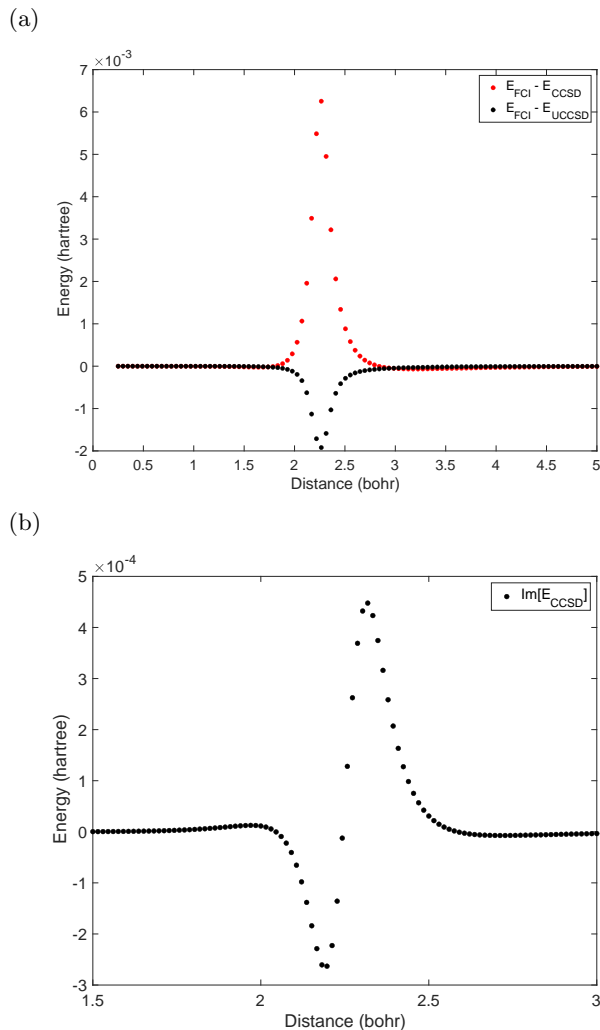 (a)
×10⁻³
7
6
5
4
3
2
1
0
-1
-2
Energy (hartree)
E_FCI - E_CCSD
E_FCI - E_UCCSD
0 0.5 1 1.5 2 2.5 3 3.5 4 4.5 5
Distance (bohr)
(b)
×10⁻⁴
5
4
3
2
1
0
-1
-2
-3
Energy (hartree)
Im[E_CCSD]
1.5 2 2.5 3
Distance (bohr)